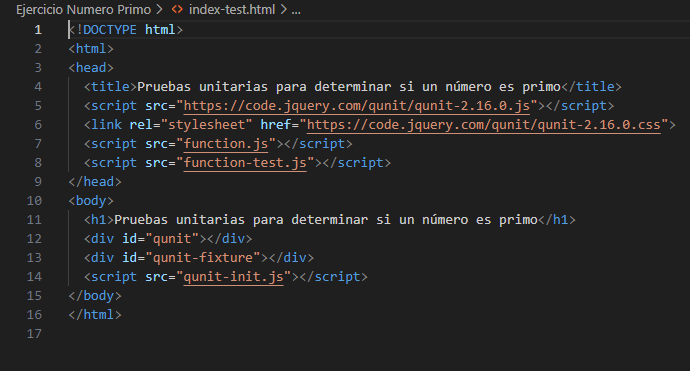 Ejercicio Numero Primo > <> index-test.html > ...
1 <!DOCTYPE html>
2 <html>
3 <head>
4 <title>Pruebas unitarias para determinar si un número es primo</title>
5 <script src="https://code.jquery.com/qunit/qunit-2.16.0.js"></script>
6 <link rel="stylesheet" href="https://code.jquery.com/qunit/qunit-2.16.0.css">
7 <script src="function.js"></script>
8 <script src="function-test.js"></script>
9 </head>
10 <body>
11 <h1>Pruebas unitarias para determinar si un número es primo</h1>
12 <div id="qunit"></div>
13 <div id="qunit-fixture"></div>
14 <script src="qunit-init.js"></script>
15 </body>
16 </html>
17